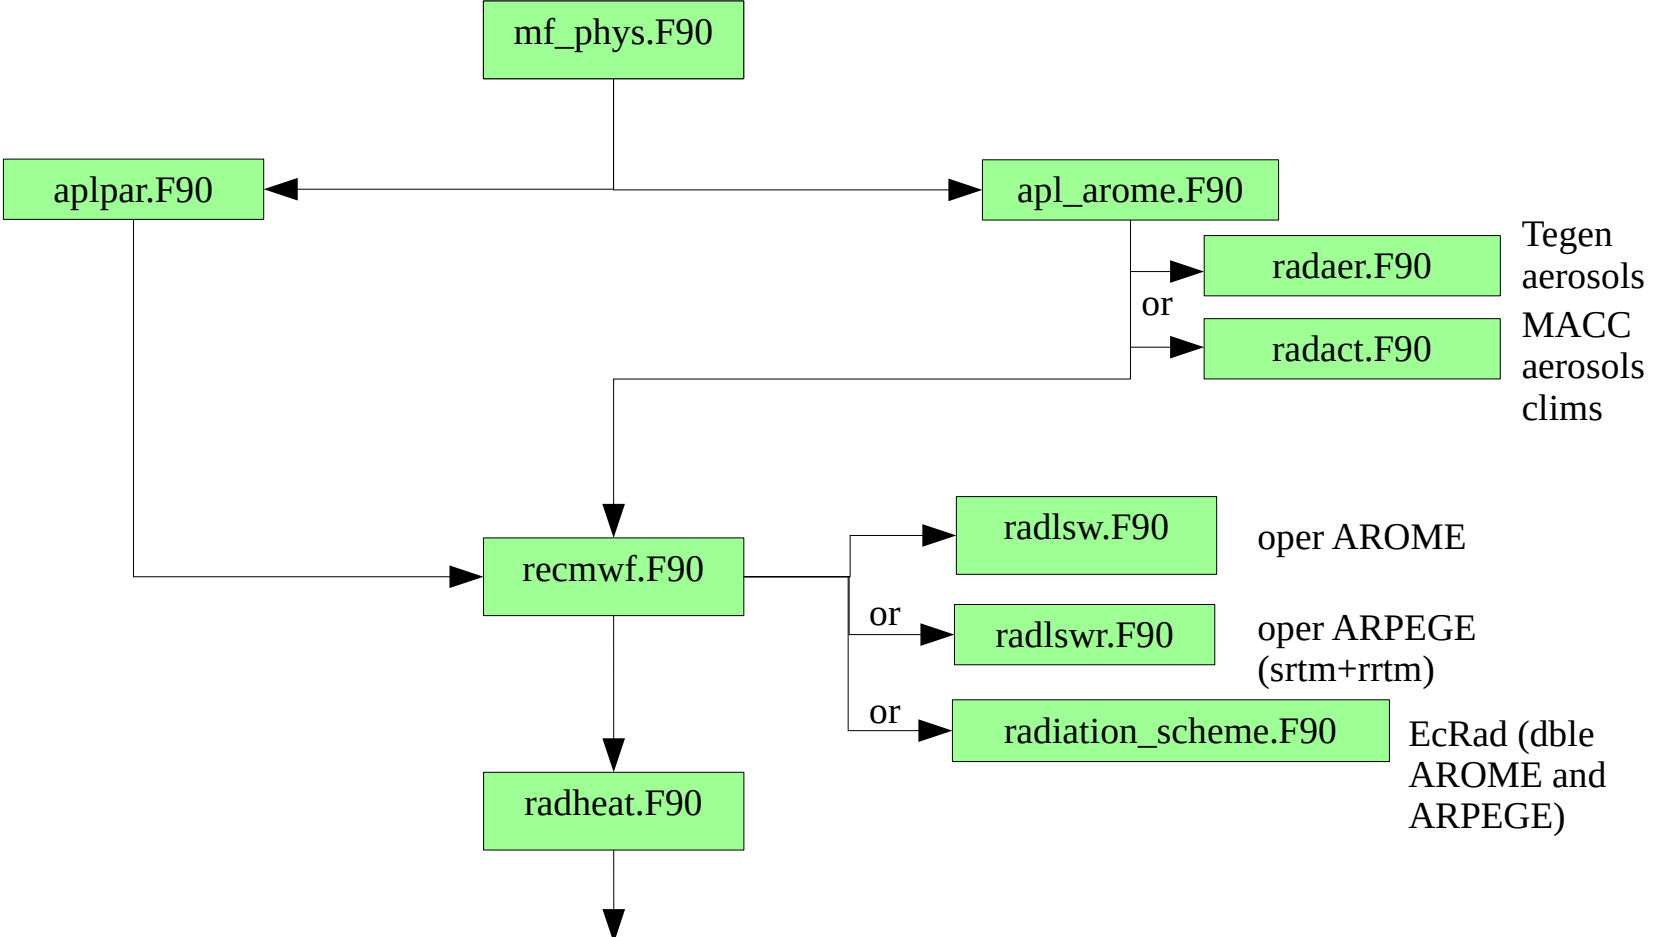 mf_phys.F90
aplpar.F90
apl_arome.F90
radaer.F90
Tegen
aerosols
or
radact.F90
MACC
aerosols
clims
recmwf.F90
radlsw.F90
oper AROME
or
radlswr.F90
oper ARPEGE
(srtm+rrtm)
or
radiation_scheme.F90
EcRad (dble
AROME and
ARPEGE)
radheat.F90